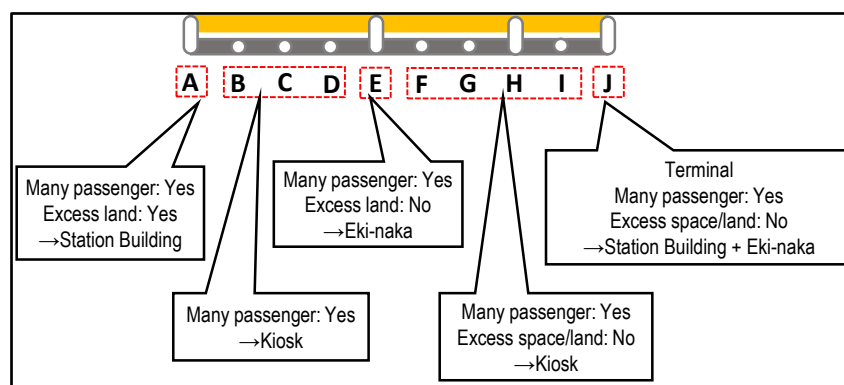 A B C D E F G H I J
Many passenger: Yes
Excess land: Yes
→Station Building
Many passenger: Yes
Excess land: No
→Eki-naka
Terminal
Many passenger: Yes
Excess space/land: No
→Station Building + Eki-naka
Many passenger: Yes
→Kiosk
Many passenger: Yes
Excess space/land: No
→Kiosk